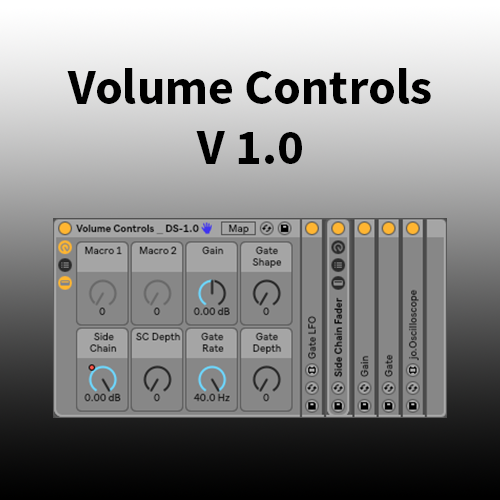 Volume Controls
V 1.0
Volume Controls _ DS-1.0 Map
Macro 1
0
Macro 2
0
Gain
0.00 dB
Gate
Shape
0
Side
Chain
0.00 dB
SC Depth
0
Gate
Rate
40.0 Hz
Gate
Depth
0
Gate LFO
Side Chain Fader
Gain
Gate
jo.Oscilloscope